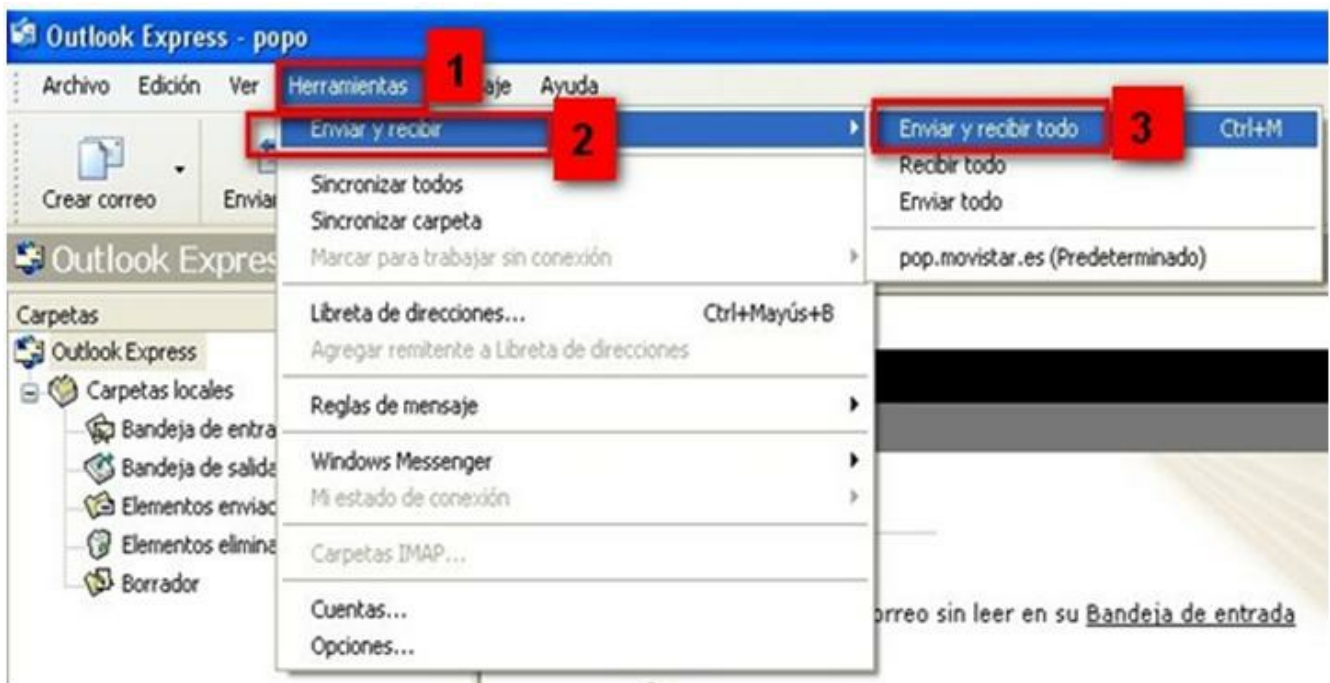 Outlook Express - popo
Archivo Edición Ver Herramientas 1 aje Ayuda
Enviar y recibir 2
Enviar y recibir todo 3 Ctrl+M
Recibir todo
Enviar todo
pop.movistar.es (Predeterminado)
Crear correo Enviar
Sincronizar todos
Sincronizar carpeta
Marcar para trabajar sin conexión
Outlook Expres
Libreta de direcciones... Ctrl+Mayús+B
Agregar remitente a Libreta de direcciones
Reglas de mensaje
Windows Messenger
Mi estado de conexión
Carpetas IMAP...
Cuentas...
Opciones...
Carpetas
Outlook Express
Carpetas locales
Bandeja de entra
Bandeja de salida
Elementos enviac
Elementos elimina
Borrador
orreo sin leer en su Bandeja de entrada